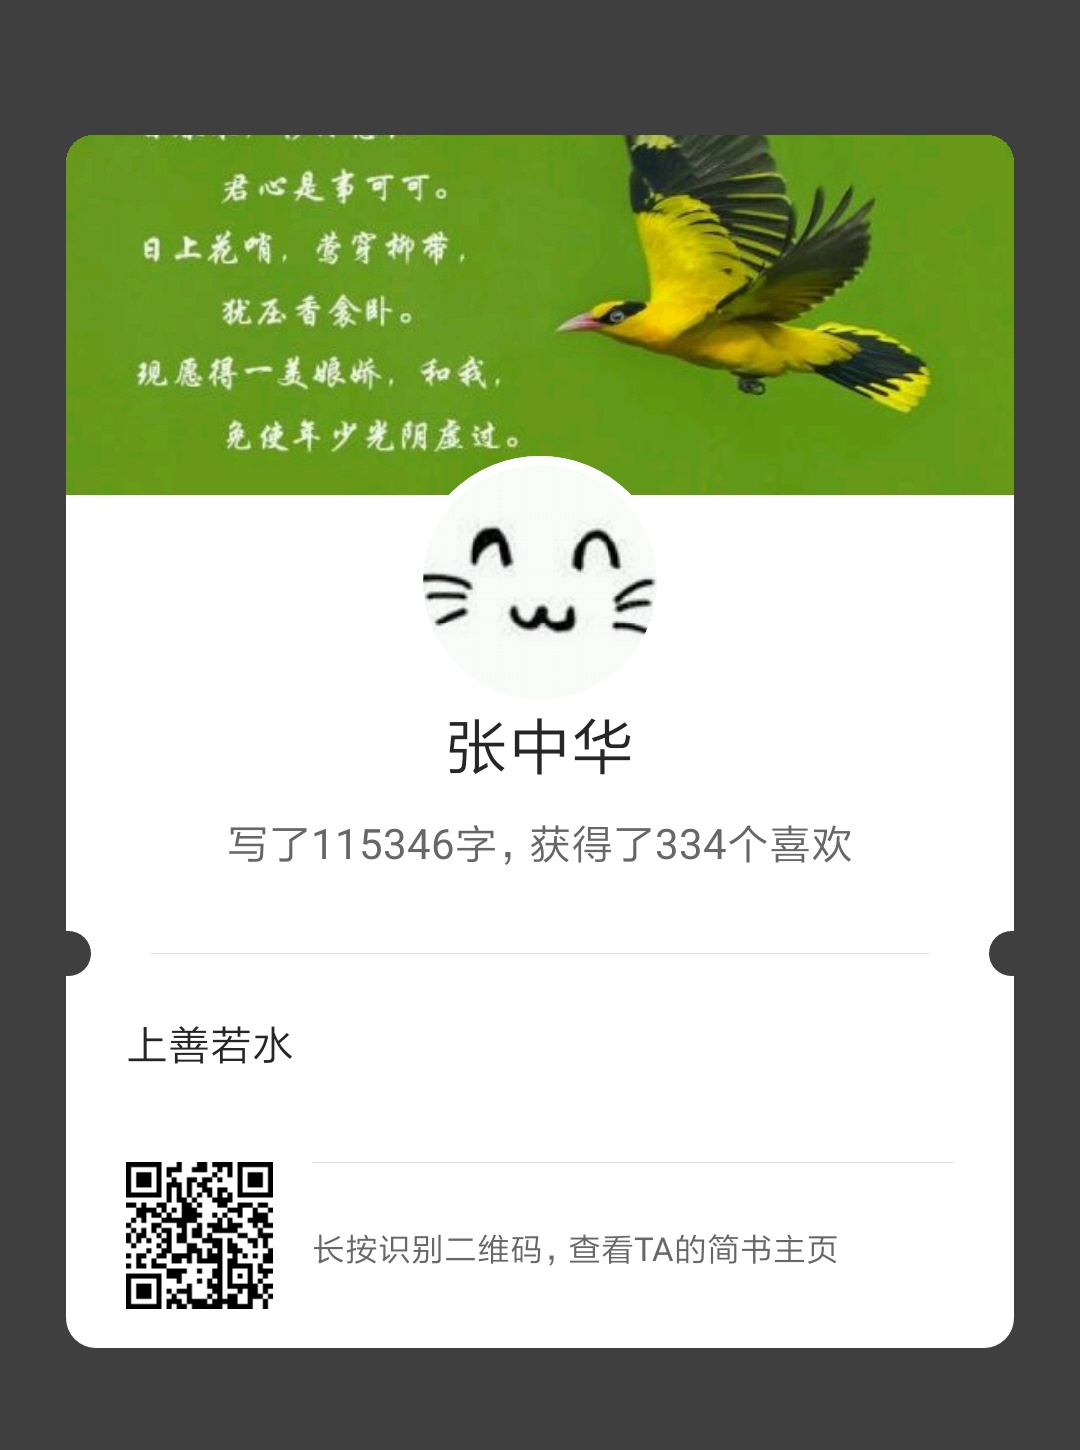 君心是事可可。
日上花哨，莺穿柳带，
犹压香衾卧。
现愿得一美娘娇，和我，
免使年少光阴虚过。
张中华
写了115346字，获得了334个喜欢
上善若水
长按识别二维码，查看TA的简书主页